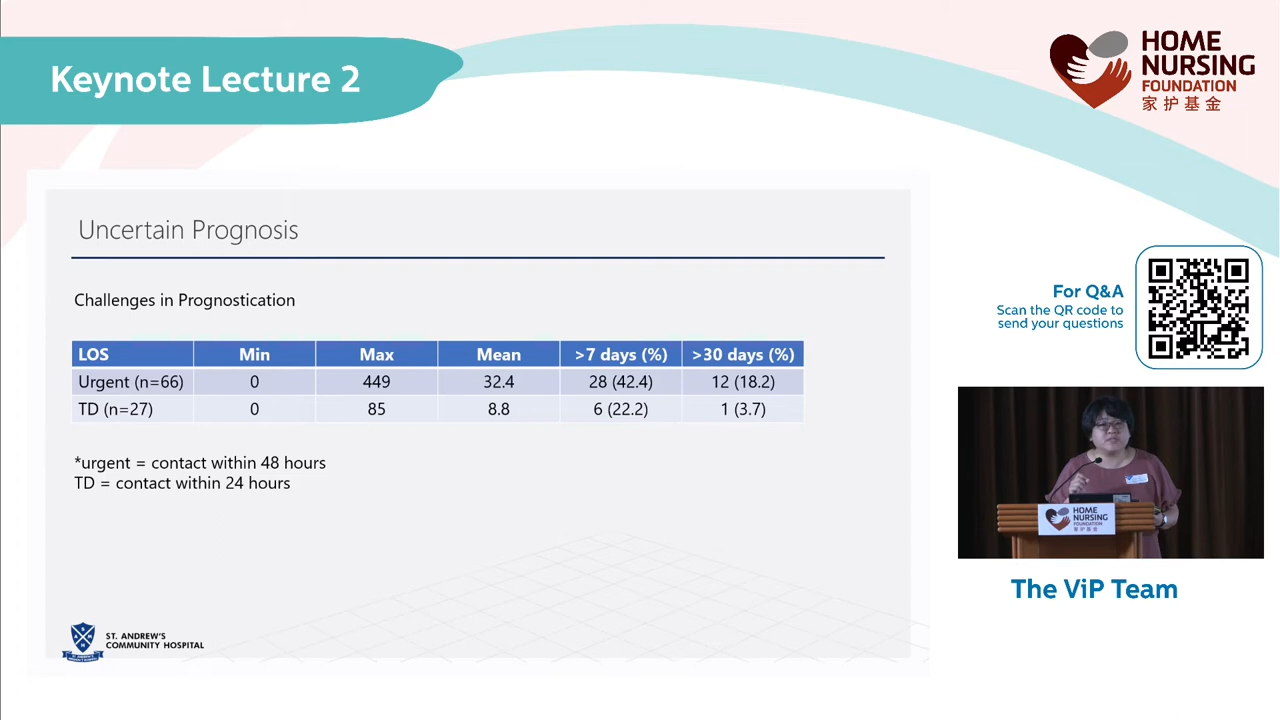 Keynote Lecture 2
HOME
NURSING
FOUNDATION
家护基金
Uncertain Prognosis
Challenges in Prognostication
LOS Min Max Mean >7 days (%) >30 days (%)
Urgent (n=66) 0 449 32.4 28 (42.4) 12 (18.2)
TD (n=27) 0 85 8.8 6 (22.2) 1 (3.7)
*urgent = contact within 48 hours
TD = contact within 24 hours
ST. ANDREW'S
COMMUNITY HOSPITAL
For Q&A
Scan the QR code to
send your questions
HOME
NURSING
FOUNDATION
家护基金
The ViP Team